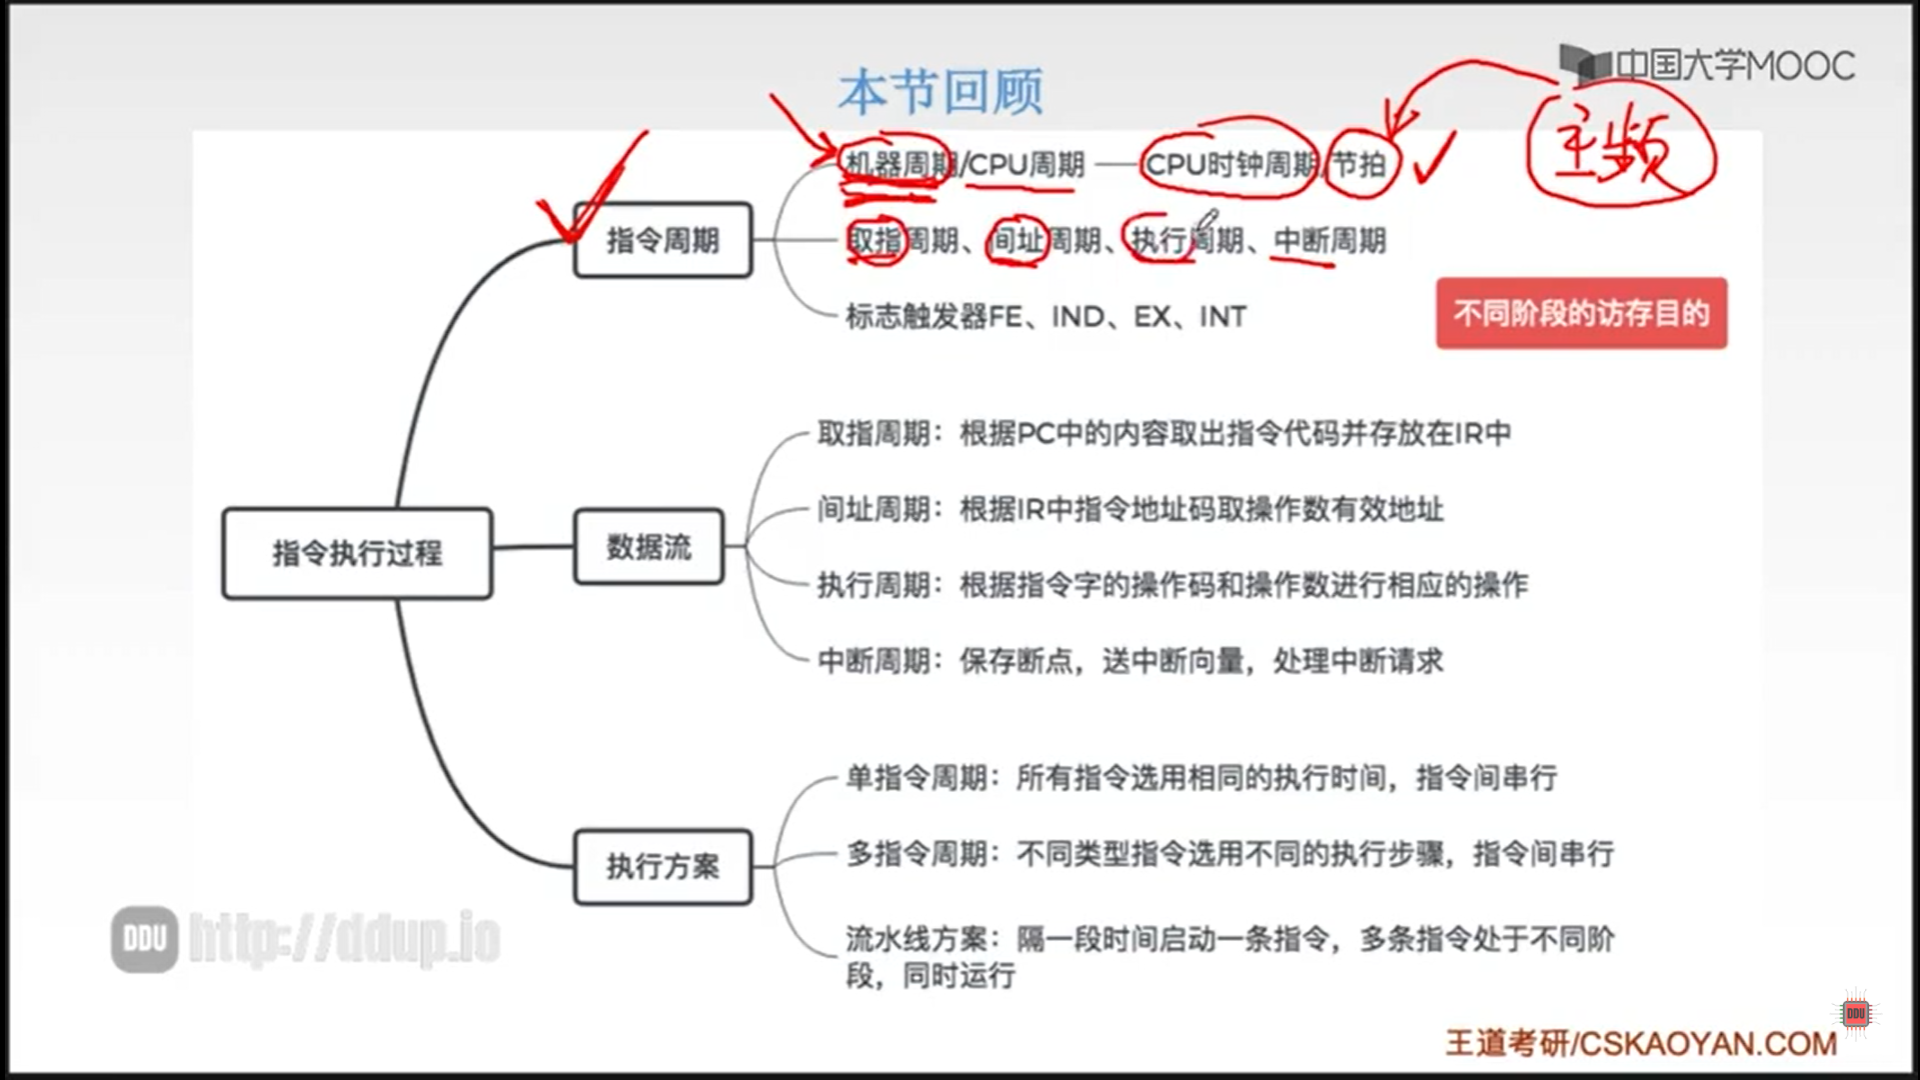 本节回顾
中国大学MOOC
主频
机器周期/CPU周期
CPU时钟周期/节拍
指令周期
取指周期、间址周期、执行周期、中断周期
标志触发器FE、IND、EX、INT
不同阶段的访存目的
取指周期：根据PC中的内容取出指令代码并存放在IR中
间址周期：根据IR中指令地址码取操作数有效地址
指令执行过程
数据流
执行周期：根据指令字的操作码和操作数进行相应的操作
中断周期：保存断点，送中断向量，处理中断请求
单指令周期：所有指令选用相同的执行时间，指令间串行
执行方案
多指令周期：不同类型指令选用不同的执行步骤，指令间串行
流水线方案：隔一段时间启动一条指令，多条指令处于不同阶
段，同时运行
DDU http://ddup.io
DDU
王道考研/CSKAOYAN.COM